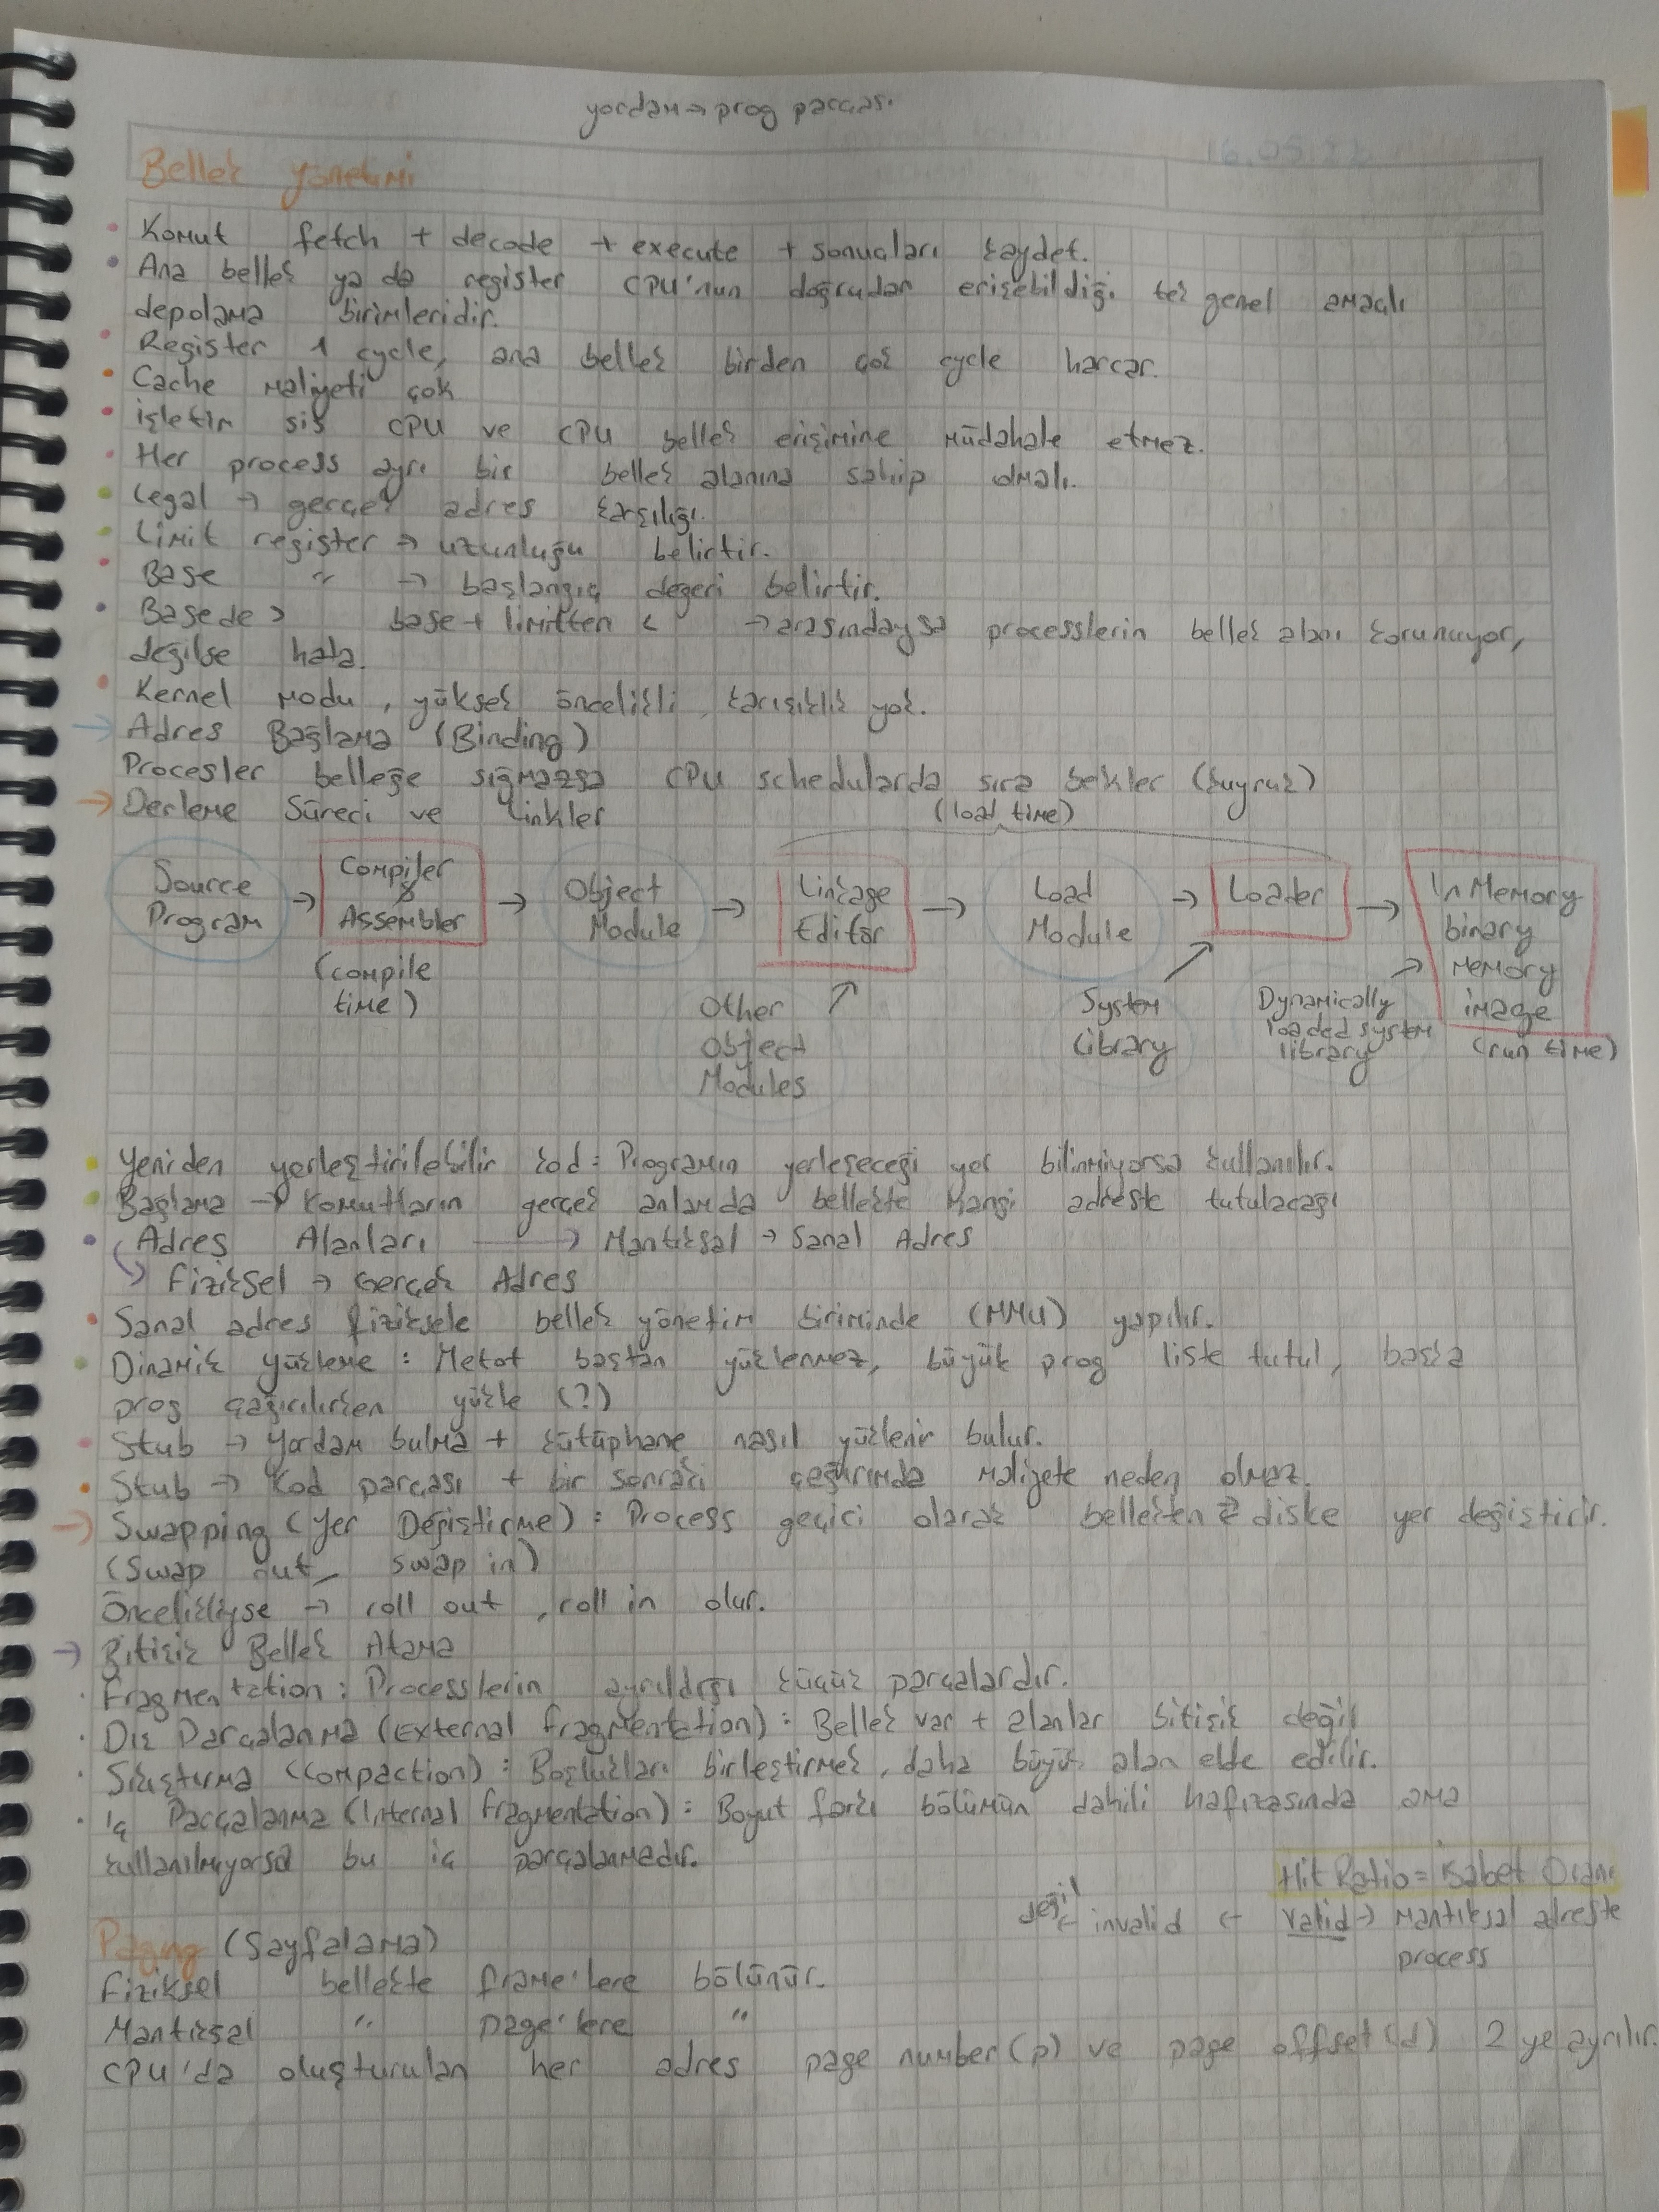 yordam → prog parçası
16.05.22
Bellek Yönetimi
Komut fetch + decode + execute + sonuçları kaydet.
Ana bellek ya da register CPU'nun doğrudan erişebildiği tek genel amaçlı
depolama birimleridir.
Register 1 cycle, ana bellek birden çok cycle harcar.
Cache maliyeti çok
işletim sis CPU ve CPU bellek erişimine müdahale etmez.
Her process ayrı bir bellek alanına sahip olmalı.
Legal → gerçek adres karşılığı.
Limit register → uzunluğu belirtir.
Base " → başlangıç değeri belirtir.
Basede > base + limitten < → arasındaysa processlerin bellek alanı korunuyor,
değilse hata.
Kernel modu, yüksek öncelikli, karışıklık yok.
→ Adres Bağlama (Binding)
Procesler belleğe sığmazsa CPU schedularda sıra bekler (kuyruk)
→ Derleme Süreci ve Linkler (load time)
Source Program → Compiler & Assembler → Object Module → Linkage Editör → Load Module → Loader → In Memory binary memory image
(compile time)
Other Object Modules
System Library
Dynamically loaded system library
(run time)
Yeniden yerleştirilebilir kod: Programın yerleşeceği yer bilinmiyorsa kullanılır.
Bağlama → Komutların gerçek anlamda bellekte hangi adreste tutulacağı
Adres Alanları → Mantıksal → Sanal Adres
Fiziksel → Gerçek Adres
Sanal adres fiziksele bellek yönetim biriminde (MMU) yapılır.
Dinamik Yükleme: Metot baştan yüklenmez, büyük prog liste tutul, başka
prog çağırılırken yükle (?)
Stub → Yordam bulma + kütüphane nasıl yüklenir bulur.
Stub → Kod parçası + bir sonraki çağırımda maliyete neden olmaz.
→ Swapping (Yer Değiştirme): Process geçici olarak bellekten ⇄ diske yer değiştirir.
(Swap out, swap in)
Öncelikliyse → roll out, roll in olur.
→ Bitişik Bellek Atama
Fragmentation: Processlerin ayrıldığı küçük parçalardır.
Dış Parçalanma (External fragmentation): Bellek var + alanlar bitişik değil
Sıkıştırma (Compaction): Boşlukları birleştirmek, daha büyük alan elde edilir.
İç Parçalanma (Internal fragmentation): Boyut farkı bölümün dahili hafızasında ama
kullanılmıyorsa bu iç parçalanmadır.
Hit Ratio = isabet Oranı
değil ← invalid ← valid → mantıksal adreste
process
Paging (Sayfalama)
Fiziksel bellekte frame'lere bölünür.
Mantıksal " page'lere "
CPU'da oluşturulan her adres page number (p) ve page offset (d) 2 ye ayrılır.